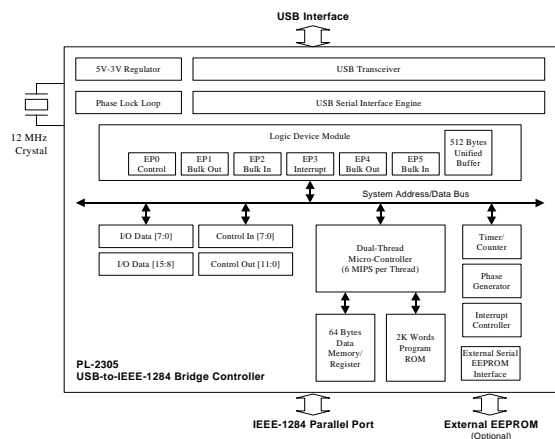 USB Interface
5V-3V Regulator
USB Transceiver
Phase Lock Loop
USB Serial Interface Engine
12 MHz
Crystal
Logic Device Module
EP0
Control
EP1
Bulk Out
EP2
Bulk In
EP3
Interrupt
EP4
Bulk Out
EP5
Bulk In
512 Bytes
Unified
Buffer
System Address/Data Bus
I/O Data [7:0]
Control In [7:0]
I/O Data [15:8]
Control Out [11:0]
Dual-Thread
Micro-Controller
(6 MIPS per Thread)
Timer/
Counter
Phase
Generator
Interrupt
Controller
64 Bytes
Data
Memory/
Register
2K Words
Program
ROM
External Serial
EEPROM
Interface
PL-2305
USB-to-IEEE-1284 Bridge Controller
IEEE-1284 Parallel Port
External EEPROM
(Optional)